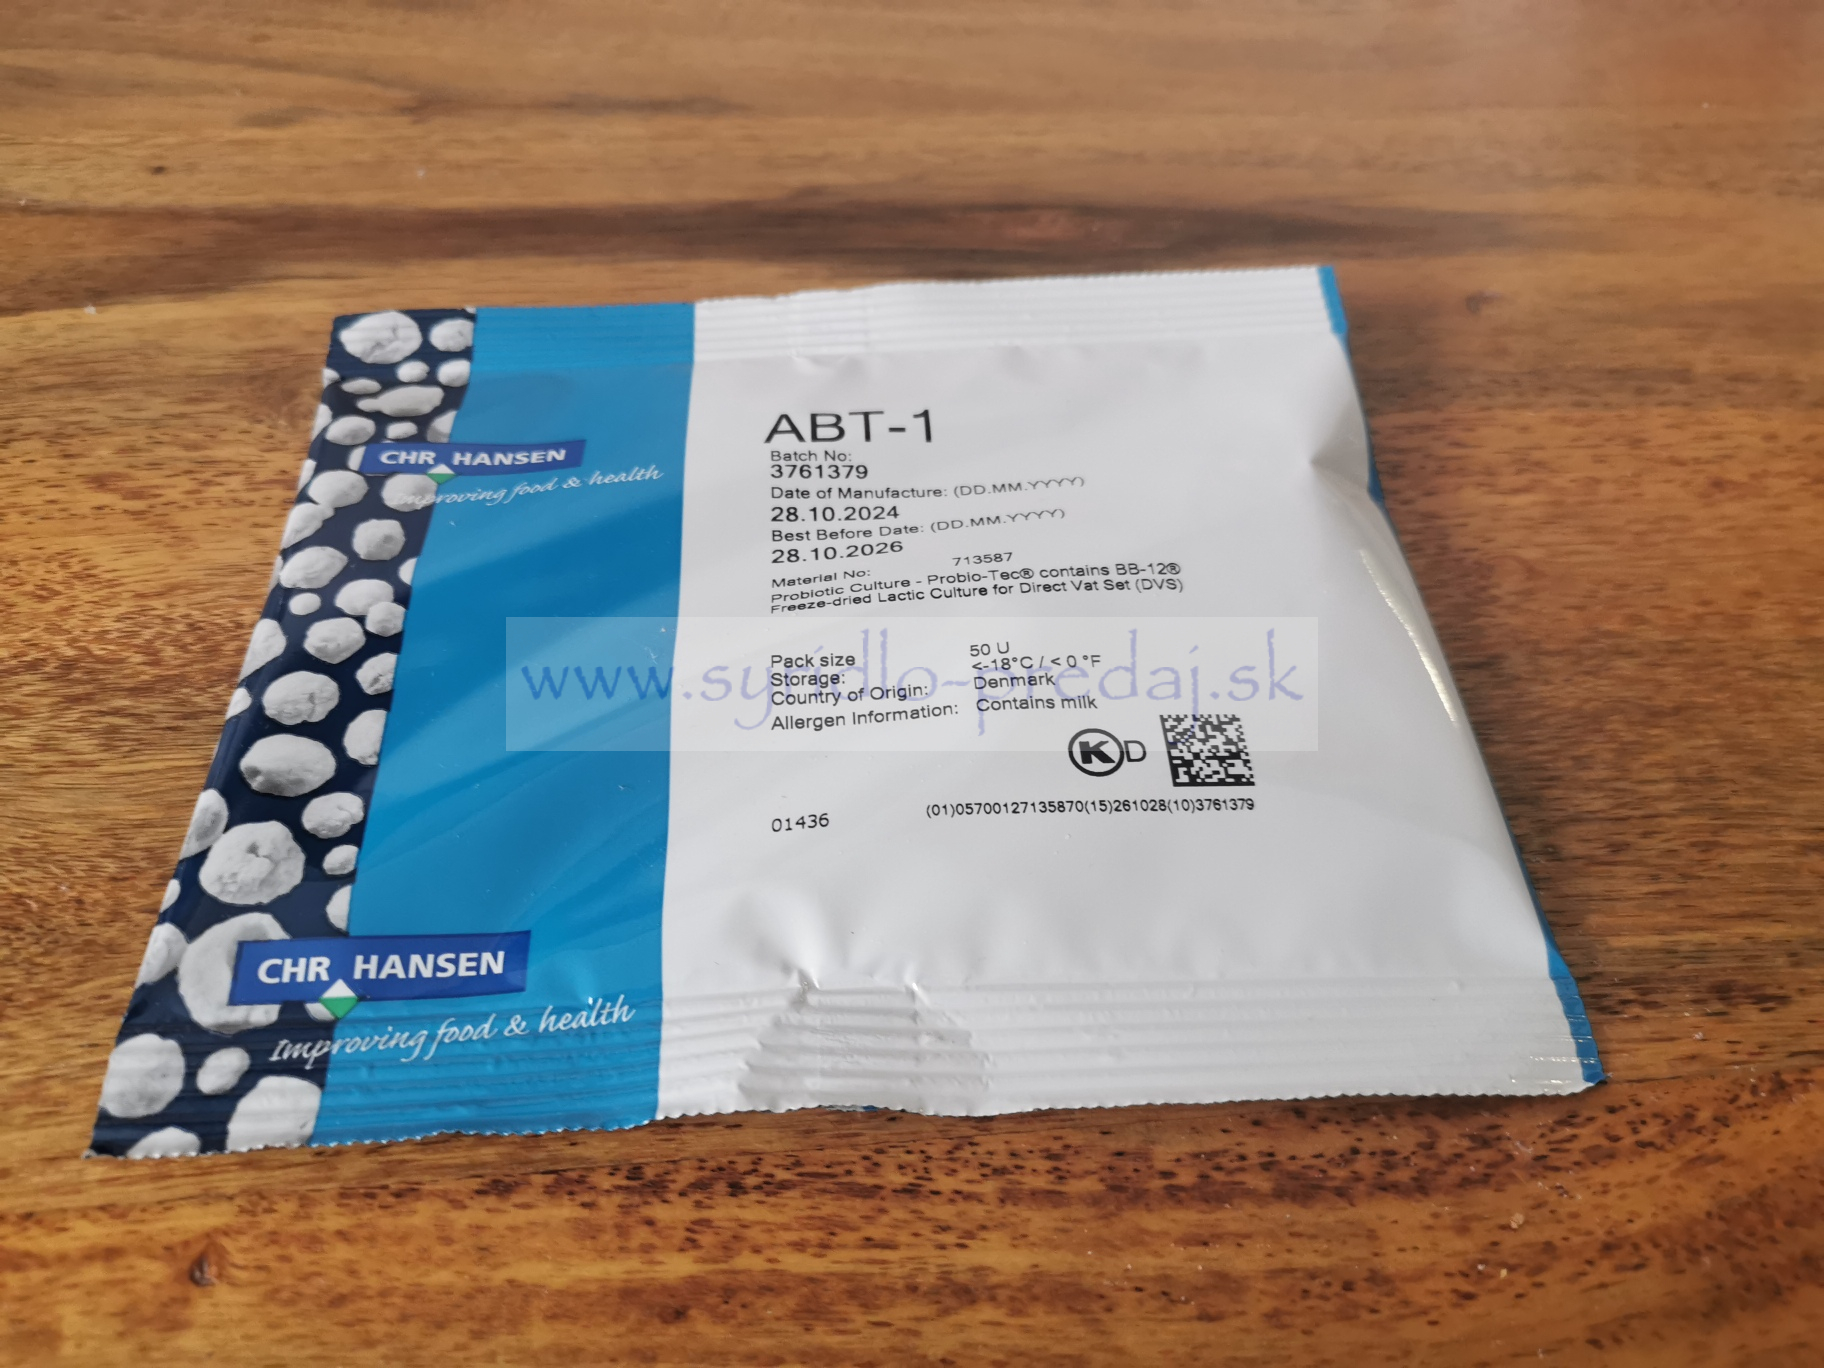 CHR HANSEN
Improving food & health
ABT-1
Batch No:
3761379
Date of Manufacture: (DD.MM.YYYY)
28.10.2024
Best Before Date: (DD.MM.YYYY)
28.10.2026
Material No: 713587
Probiotic Culture - Probio-Tec® contains BB-12®
Freeze-dried Lactic Culture for Direct Vat Set (DVS)
Pack size 50 U
Storage: <-18°C / < 0 °F
Country of Origin: Denmark
Allergen Information: Contains milk
www.syridlo-predaj.sk
K D
01436 (01)05700127135870(15)261028(10)3761379
CHR HANSEN
Improving food & health